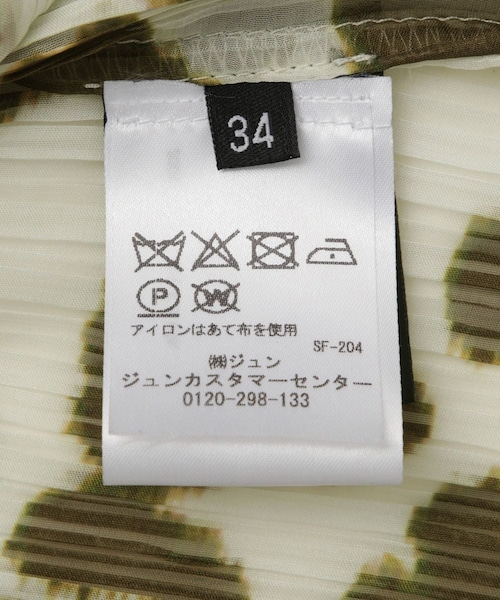 34
P W
アイロンはあて布を使用
SF-204
㈱ジュン
ジュンカスタマーセンター
0120-298-133